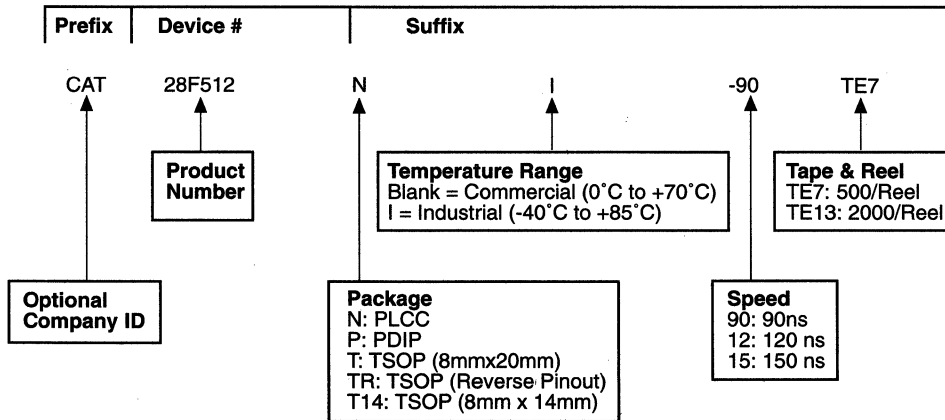 Prefix Device # Suffix
CAT 28F512 N I -90 TE7
Product
Number
Temperature Range
Blank = Commercial (0˚C to +70˚C)
I = Industrial (-40˚C to +85˚C)
Tape & Reel
TE7: 500/Reel
TE13: 2000/Reel
Optional
Company ID
Package
N: PLCC
P: PDIP
T: TSOP (8mmx20mm)
TR: TSOP (Reverse Pinout)
T14: TSOP (8mm x 14mm)
Speed
90: 90ns
12: 120 ns
15: 150 ns